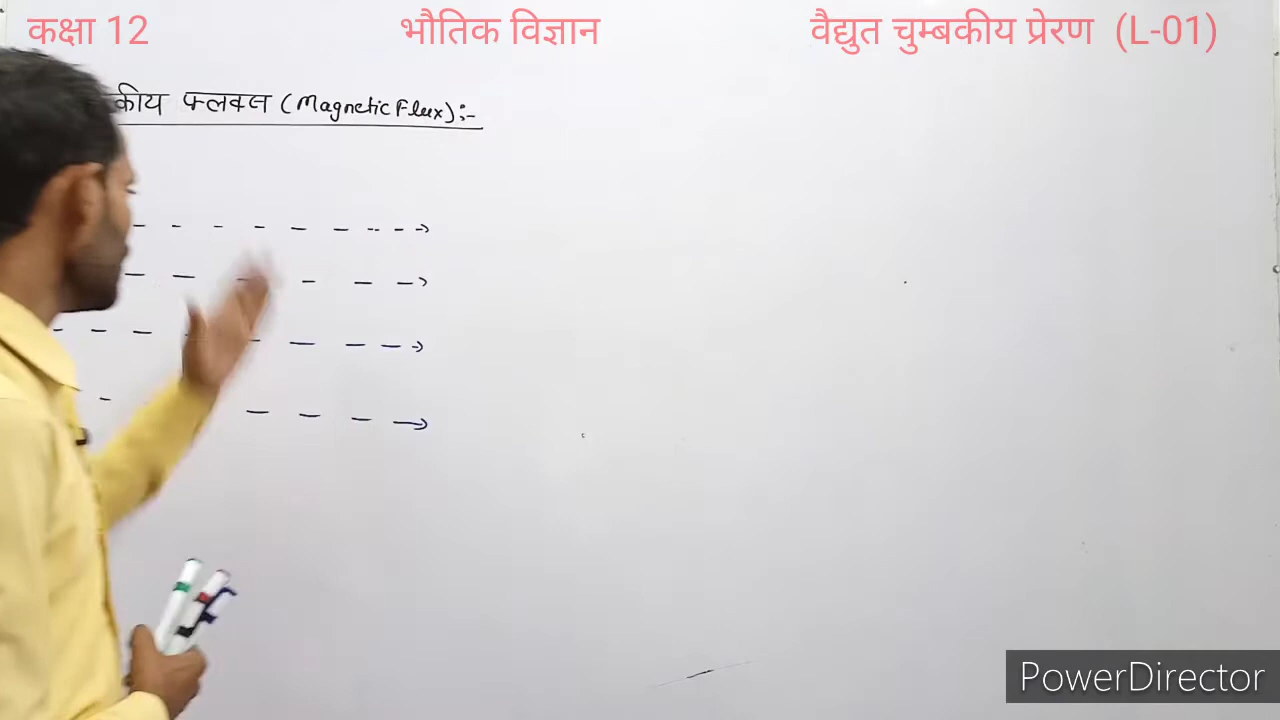 कक्षा 12 भौतिक विज्ञान वैद्युत चुम्बकीय प्रेरण (L-01)
फ्लक्स (Magnetic Flux) :-
PowerDirector